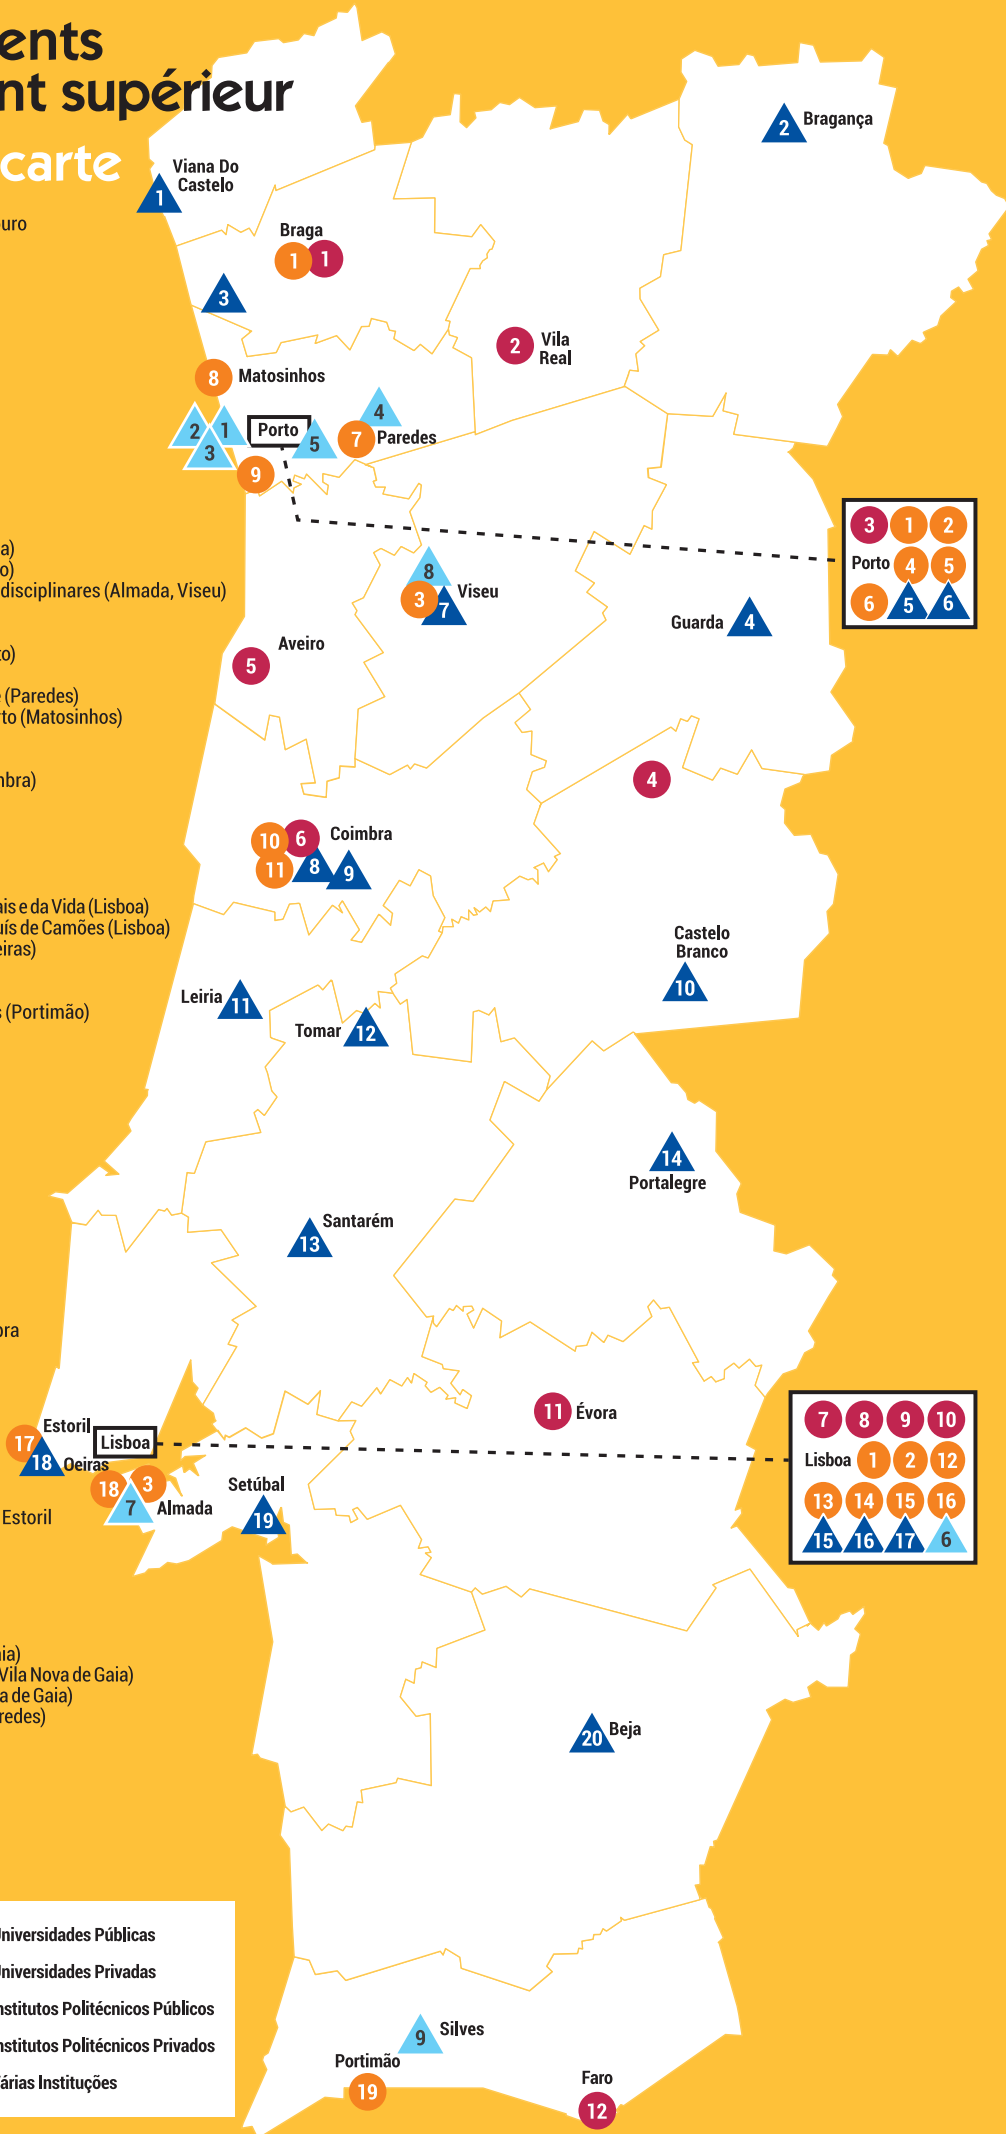 ents
nt supérieur
carte
ouro
a)
o)
disciplinares (Almada, Viseu)
to)
e (Paredes)
rto (Matosinhos)
nbra)
ais e da Vida (Lisboa)
uís de Camões (Lisboa)
eiras)
s (Portimão)
bra
Estoril
ia)
Vila Nova de Gaia)
a de Gaia)
redes)
2 Bragança
Viana Do
Castelo
1
Braga
1 1
3
2 Vila
Real
8 Matosinhos
2 1
3
Porto
5
4
7 Paredes
9
3 1 2
Porto 4 5
6 5 6
8
3 7 Viseu
Guarda 4
Aveiro
5
4
10 6 Coimbra
11 8 9
Castelo
Branco
10
Leiria 11
Tomar 12
14
Portalegre
Santarém
13
11 Évora
Estoril
17
18 Oeiras
Lisboa
18 3
7 Almada
Setúbal
19
7 8 9 10
Lisboa 1 2 12
13 14 15 16
15 16 17 6
20 Beja
9 Silves
Portimão
19
Faro
12
Universidades Públicas
Universidades Privadas
nstitutos Politécnicos Públicos
nstitutos Politécnicos Privados
Várias Instituções